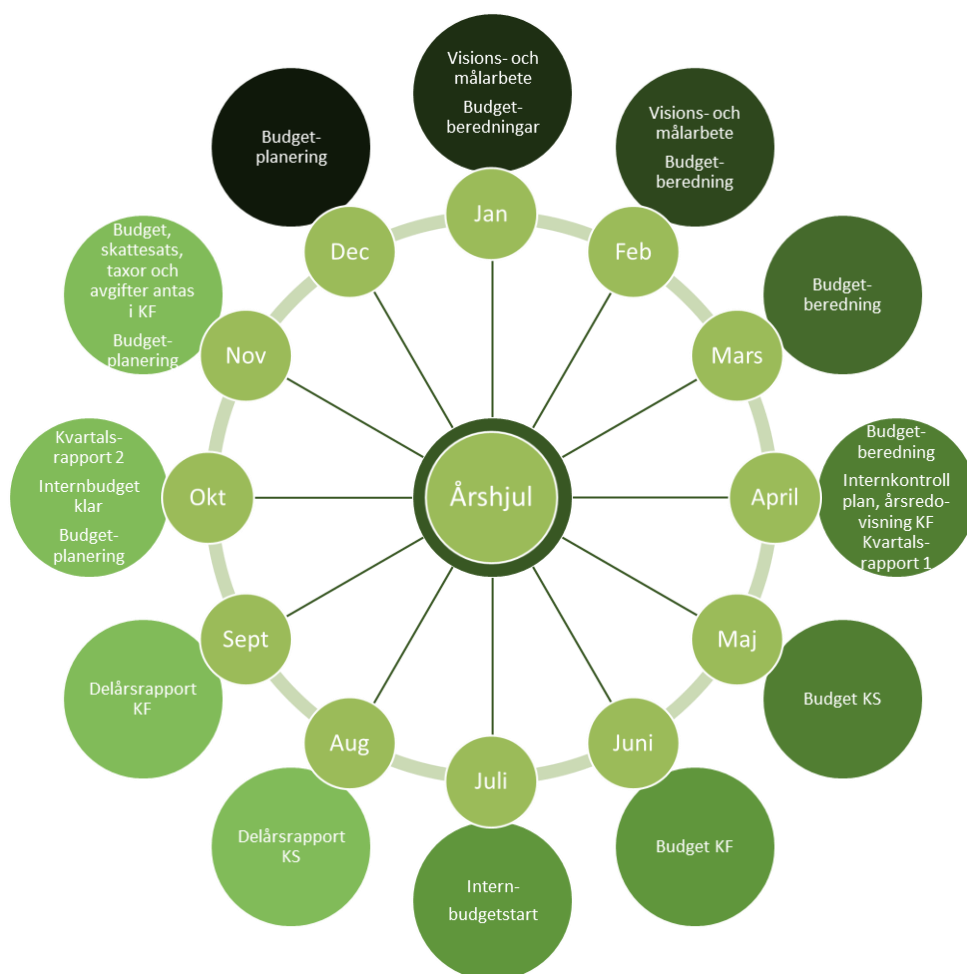 Visions- och
målarbete
Budget-
beredningar
Jan
Visions- och
målarbete
Budget-
beredning
Feb
Budget-
beredning
Mars
Budget-
beredning
Internkontroll
plan, årsredo-
visning KF
Kvartals-
rapport 1
April
Budget KS
Maj
Budget KF
Juni
Intern-
budgetstart
Juli
Delårsrapport
KS
Aug
Delårsrapport
KF
Sept
Kvartals-
rapport 2
Internbudget
klar
Budget-
planering
Okt
Budget,
skattesats,
taxor och
avgifter antas
i KF
Budget-
planering
Nov
Budget-
planering
Dec
Årshjul